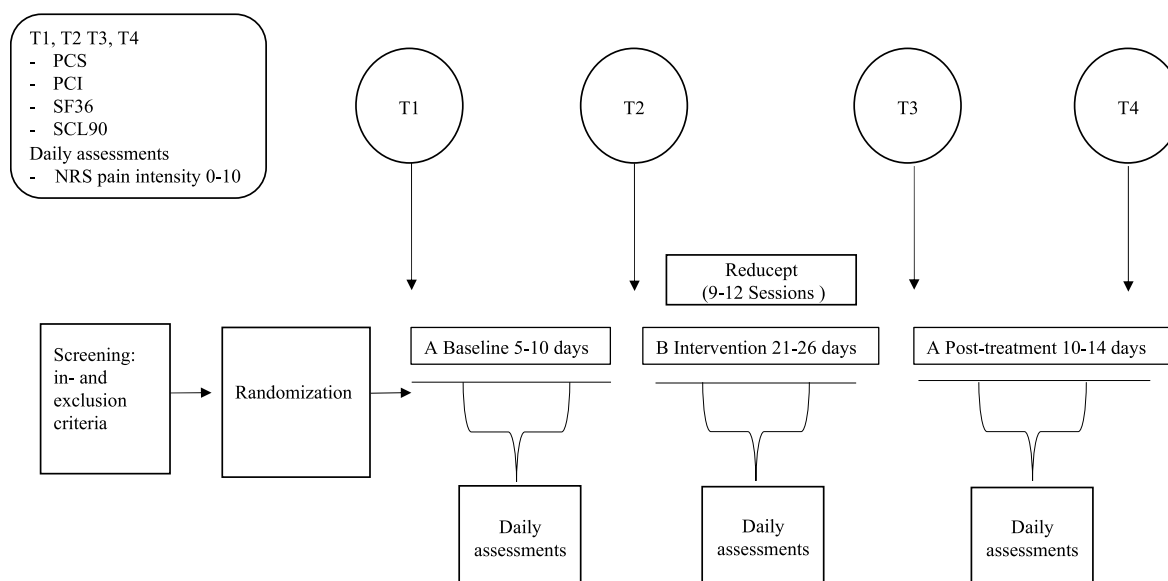 T1, T2 T3, T4
- PCS
- PCI
- SF36
- SCL90
Daily assessments
- NRS pain intensity 0-10
T1
T2
T3
T4
Reducept
(9-12 Sessions )
Screening:
in- and
exclusion
criteria
Randomization
A Baseline 5-10 days
B Intervention 21-26 days
A Post-treatment 10-14 days
Daily
assessments
Daily
assessments
Daily
assessments